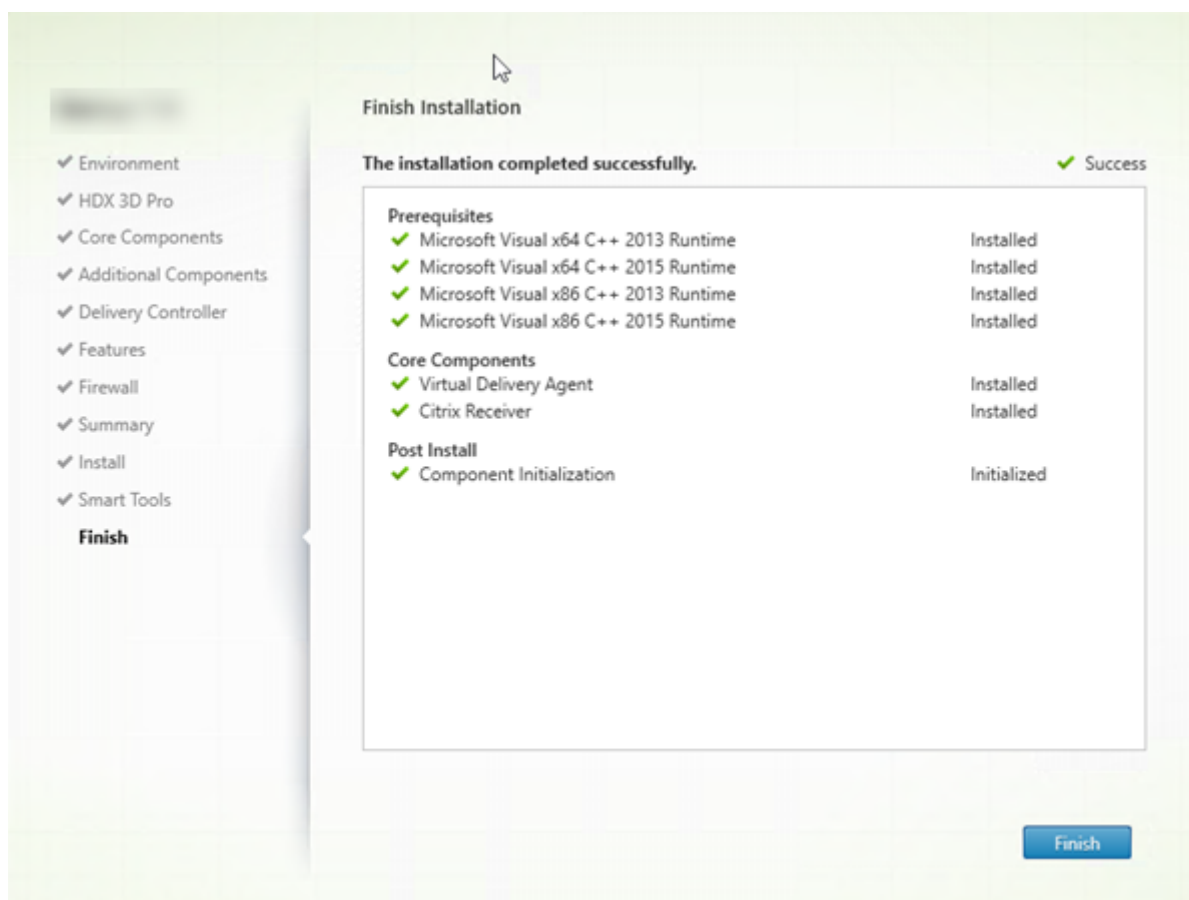 Environment
HDX 3D Pro
Core Components
Additional Components
Delivery Controller
Features
Firewall
Summary
Install
Smart Tools
Finish
Finish Installation
The installation completed successfully. Success
Prerequisites
Microsoft Visual x64 C++ 2013 Runtime Installed
Microsoft Visual x64 C++ 2015 Runtime Installed
Microsoft Visual x86 C++ 2013 Runtime Installed
Microsoft Visual x86 C++ 2015 Runtime Installed
Core Components
Virtual Delivery Agent Installed
Citrix Receiver Installed
Post Install
Component Initialization Initialized
Finish